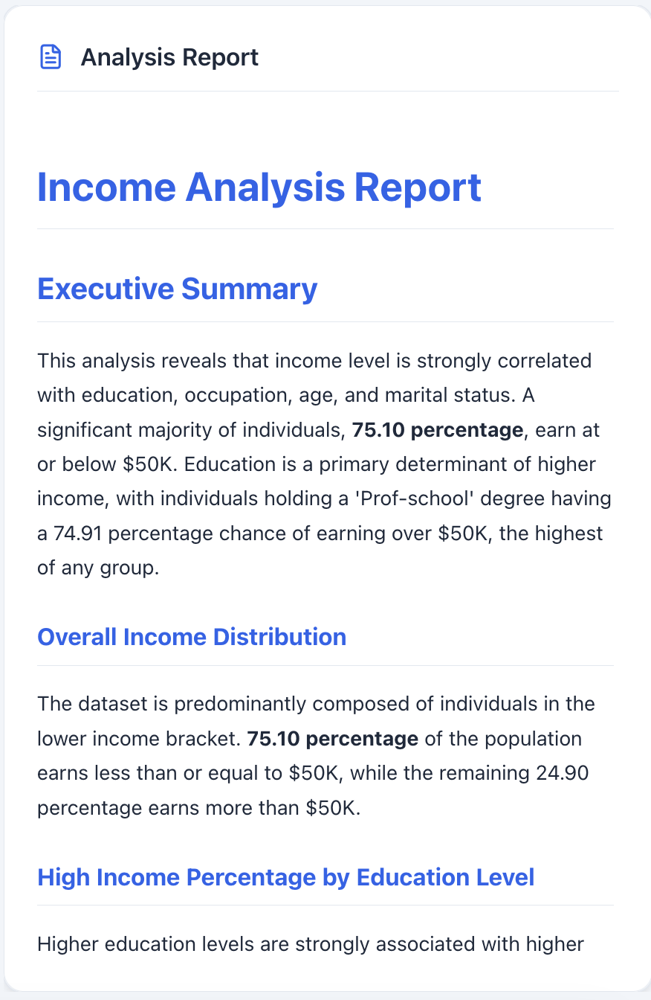 Analysis Report
Income Analysis Report
Executive Summary
This analysis reveals that income level is strongly correlated
with education, occupation, age, and marital status. A
significant majority of individuals, 75.10 percentage, earn at
or below $50K. Education is a primary determinant of higher
income, with individuals holding a 'Prof-school' degree having
a 74.91 percentage chance of earning over $50K, the highest
of any group.
Overall Income Distribution
The dataset is predominantly composed of individuals in the
lower income bracket. 75.10 percentage of the population
earns less than or equal to $50K, while the remaining 24.90
percentage earns more than $50K.
High Income Percentage by Education Level
Higher education levels are strongly associated with higher